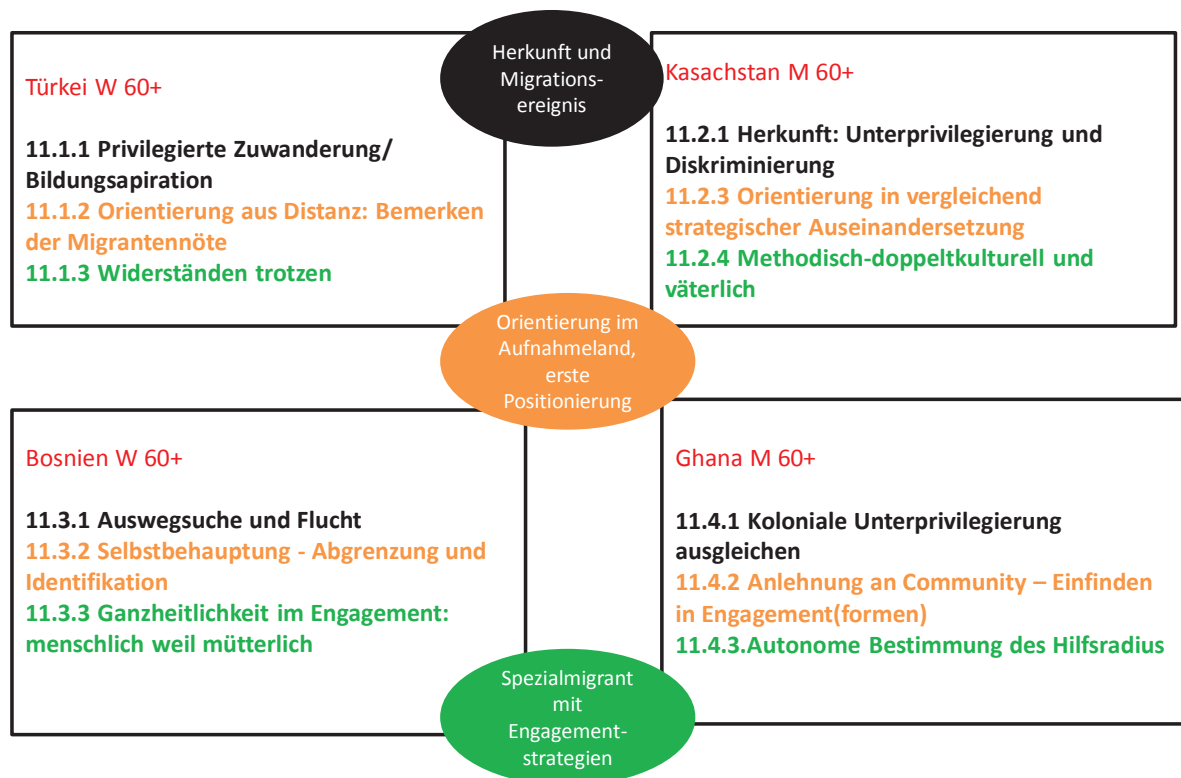 Herkunft und
Migrations-
ereignis
Türkei W 60+
11.1.1 Privilegierte Zuwanderung/
Bildungsapiration
11.1.2 Orientierung aus Distanz: Bemerken
der Migrantennöte
11.1.3 Widerständen trotzen
Kasachstan M 60+
11.2.1 Herkunft: Unterprivilegierung und
Diskriminierung
11.2.3 Orientierung in vergleichend
strategischer Auseinandersetzung
11.2.4 Methodisch-doppeltkulturell und
väterlich
Orientierung im
Aufnahmeland,
erste
Positionierung
Bosnien W 60+
11.3.1 Auswegsuche und Flucht
11.3.2 Selbstbehauptung - Abgrenzung und
Identifikation
11.3.3 Ganzheitlichkeit im Engagement:
menschlich weil mütterlich
Ghana M 60+
11.4.1 Koloniale Unterprivilegierung
ausgleichen
11.4.2 Anlehnung an Community – Einfinden
in Engagement(formen)
11.4.3.Autonome Bestimmung des Hilfsradius
Spezialmigrant
mit
Engagement-
strategien